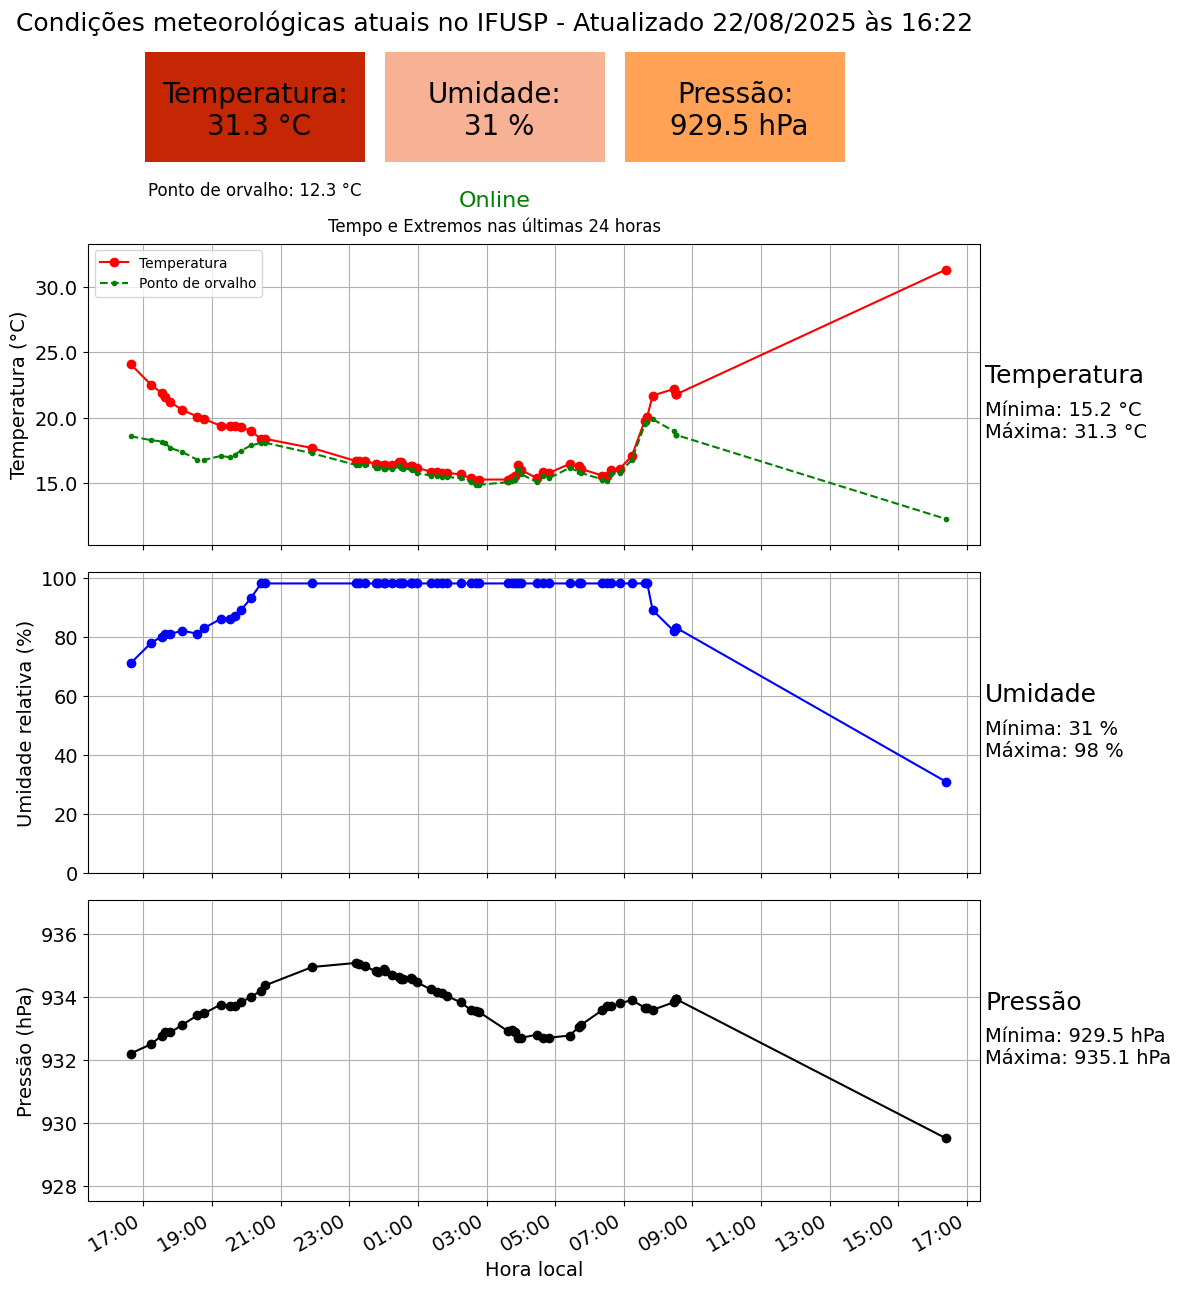 Condições meteorológicas atuais no IFUSP - Atualizado 22/08/2025 às 16:22
Temperatura:
31.3 °C
Umidade:
31 %
Pressão:
929.5 hPa
Ponto de orvalho: 12.3 °C
Online
Tempo e Extremos nas últimas 24 horas
Temperatura
Ponto de orvalho
30.0
25.0
20.0
15.0
Temperatura (°C)
Temperatura
Mínima: 15.2 °C
Máxima: 31.3 °C
100
80
60
40
20
0
Umidade relativa (%)
Umidade
Mínima: 31 %
Máxima: 98 %
936
934
932
930
928
Pressão (hPa)
Pressão
Mínima: 929.5 hPa
Máxima: 935.1 hPa
17:00
19:00
21:00
23:00
01:00
03:00
05:00
07:00
09:00
11:00
13:00
15:00
17:00
Hora local